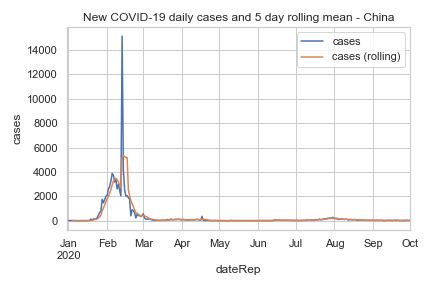 New COVID-19 daily cases and 5 day rolling mean - China
cases
cases (rolling)
cases
14000
12000
10000
8000
6000
4000
2000
0
Jan Feb Mar Apr May Jun Jul Aug Sep Oct
2020
dateRep